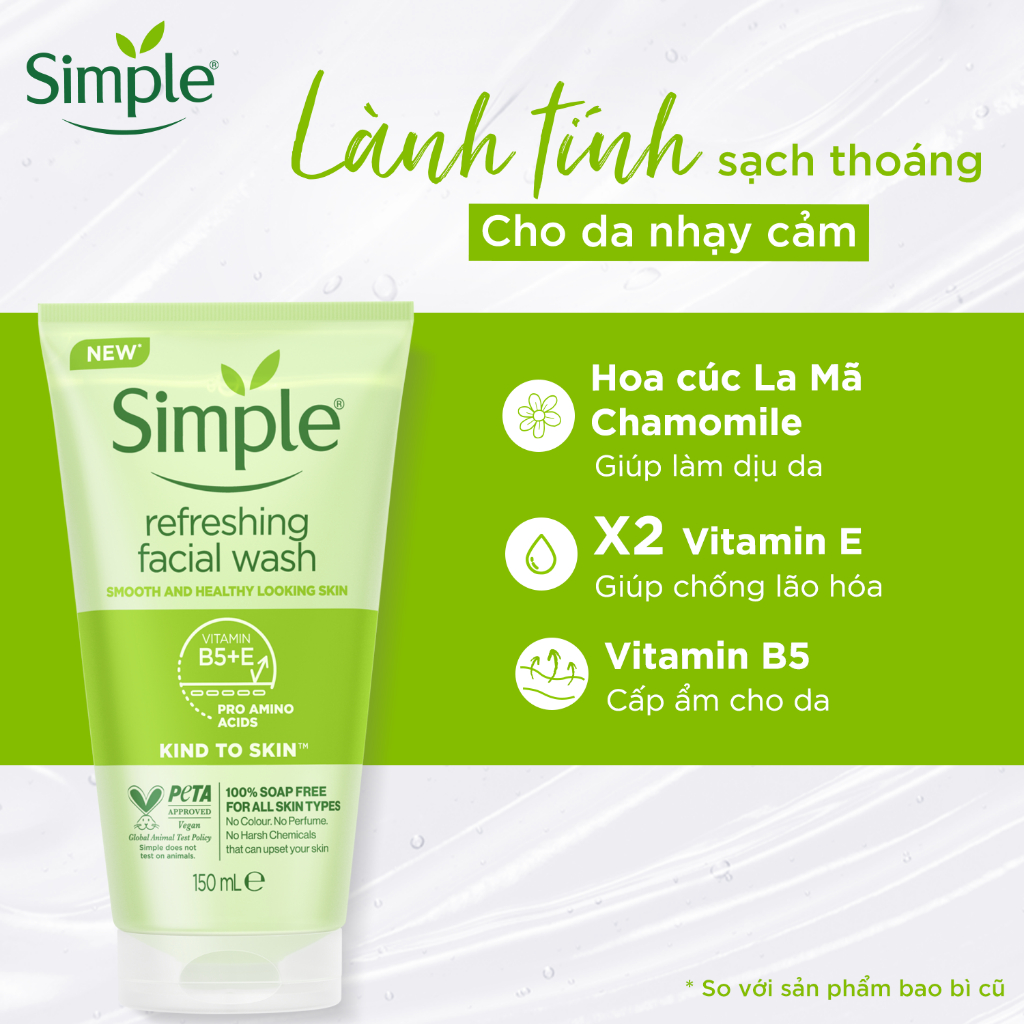 Simple®
Lành tính sạch thoáng
Cho da nhạy cảm
NEW*
Simple®
refreshing
facial wash
SMOOTH AND HEALTHY LOOKING SKIN
VITAMIN
B5+E
PRO AMINO
ACIDS
KIND TO SKIN™
PETA
APPROVED
Vegan
Global Animal Test Policy
Simple does not
test on animals.
100% SOAP FREE
FOR ALL SKIN TYPES
No Colour. No Perfume.
No Harsh Chemicals
that can upset your skin
150 mL ℮
Hoa cúc La Mã
Chamomile
Giúp làm dịu da
X2 Vitamin E
Giúp chống lão hóa
Vitamin B5
Cấp ẩm cho da
* So với sản phẩm bao bì cũ